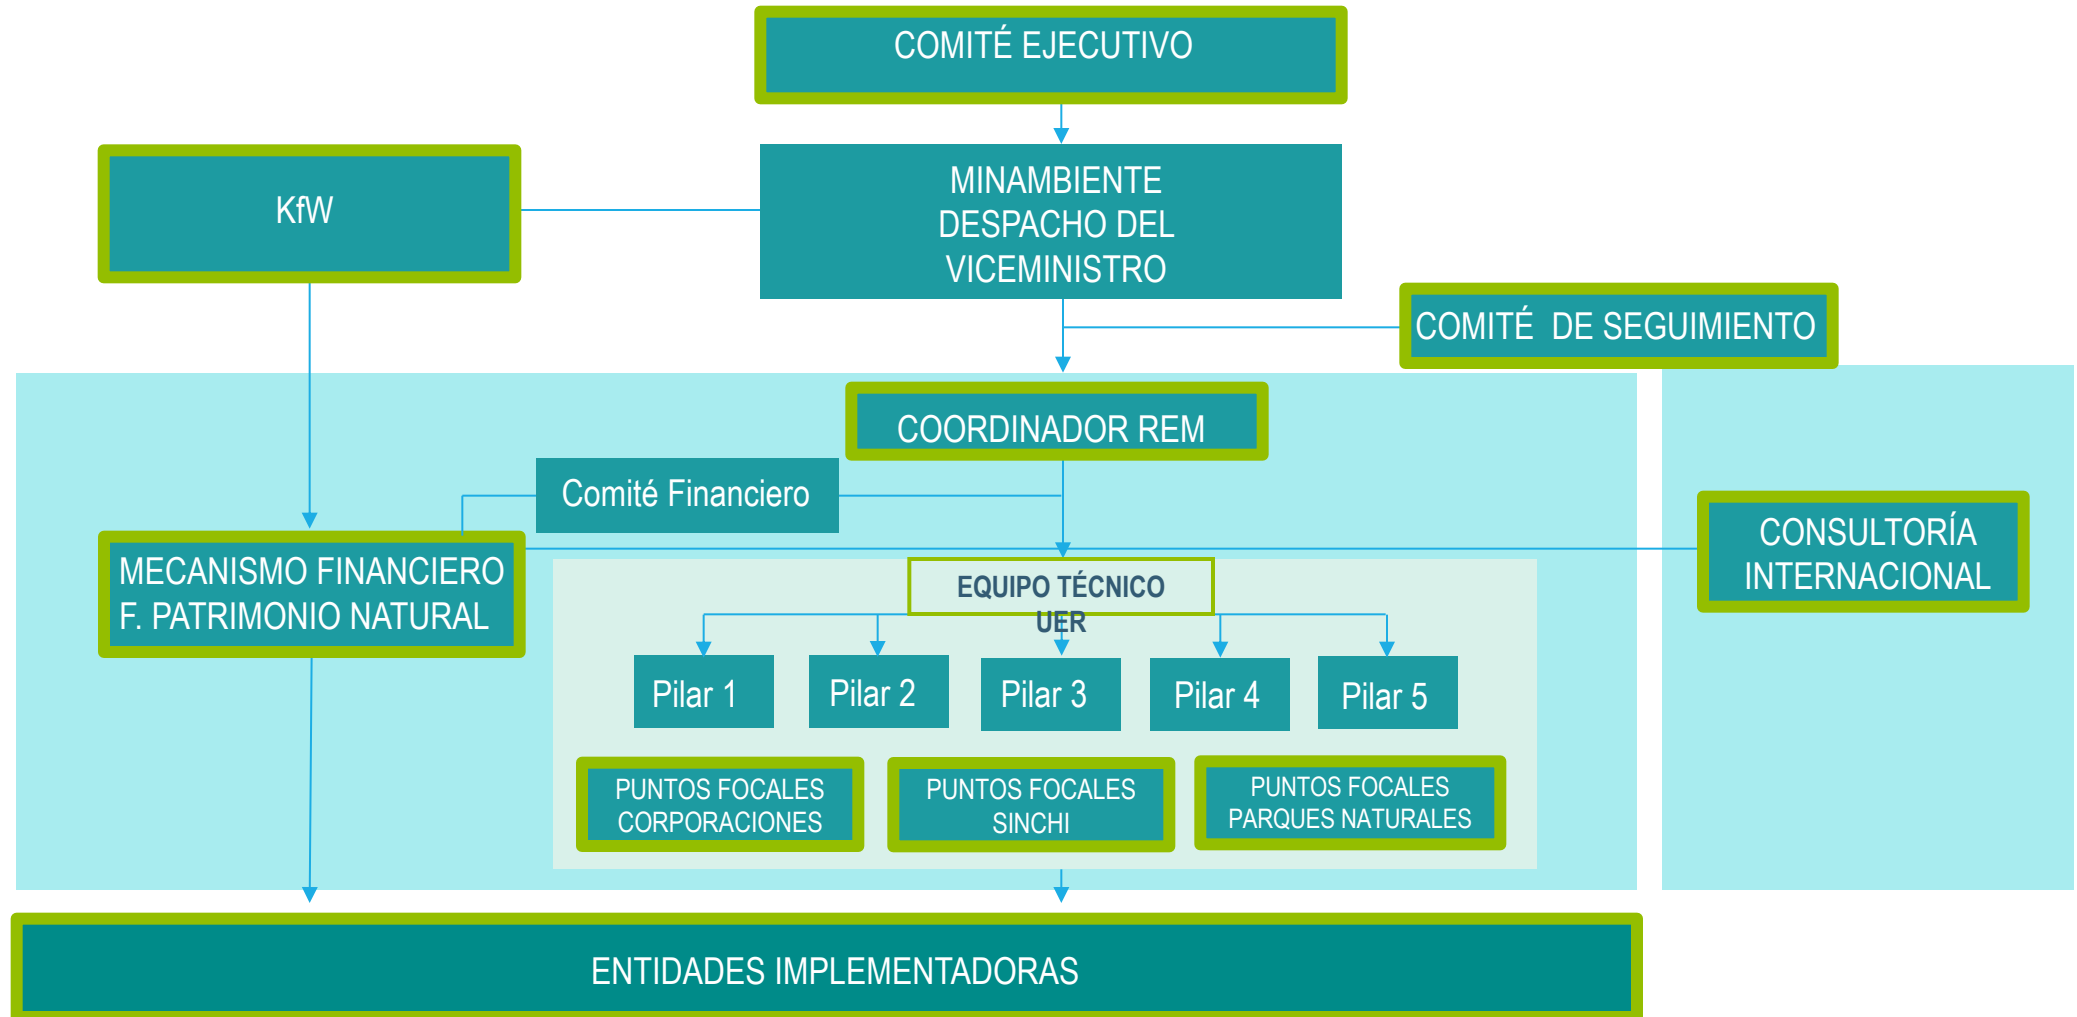 COMITÉ EJECUTIVO
KfW
MINAMBIENTE
DESPACHO DEL
VICEMINISTRO
COMITÉ DE SEGUIMIENTO
COORDINADOR REM
Comité Financiero
MECANISMO FINANCIERO
F. PATRIMONIO NATURAL
CONSULTORÍA
INTERNACIONAL
EQUIPO TÉCNICO
UER
Pilar 1
Pilar 2
Pilar 3
Pilar 4
Pilar 5
PUNTOS FOCALES
CORPORACIONES
PUNTOS FOCALES
SINCHI
PUNTOS FOCALES
PARQUES NATURALES
ENTIDADES IMPLEMENTADORAS